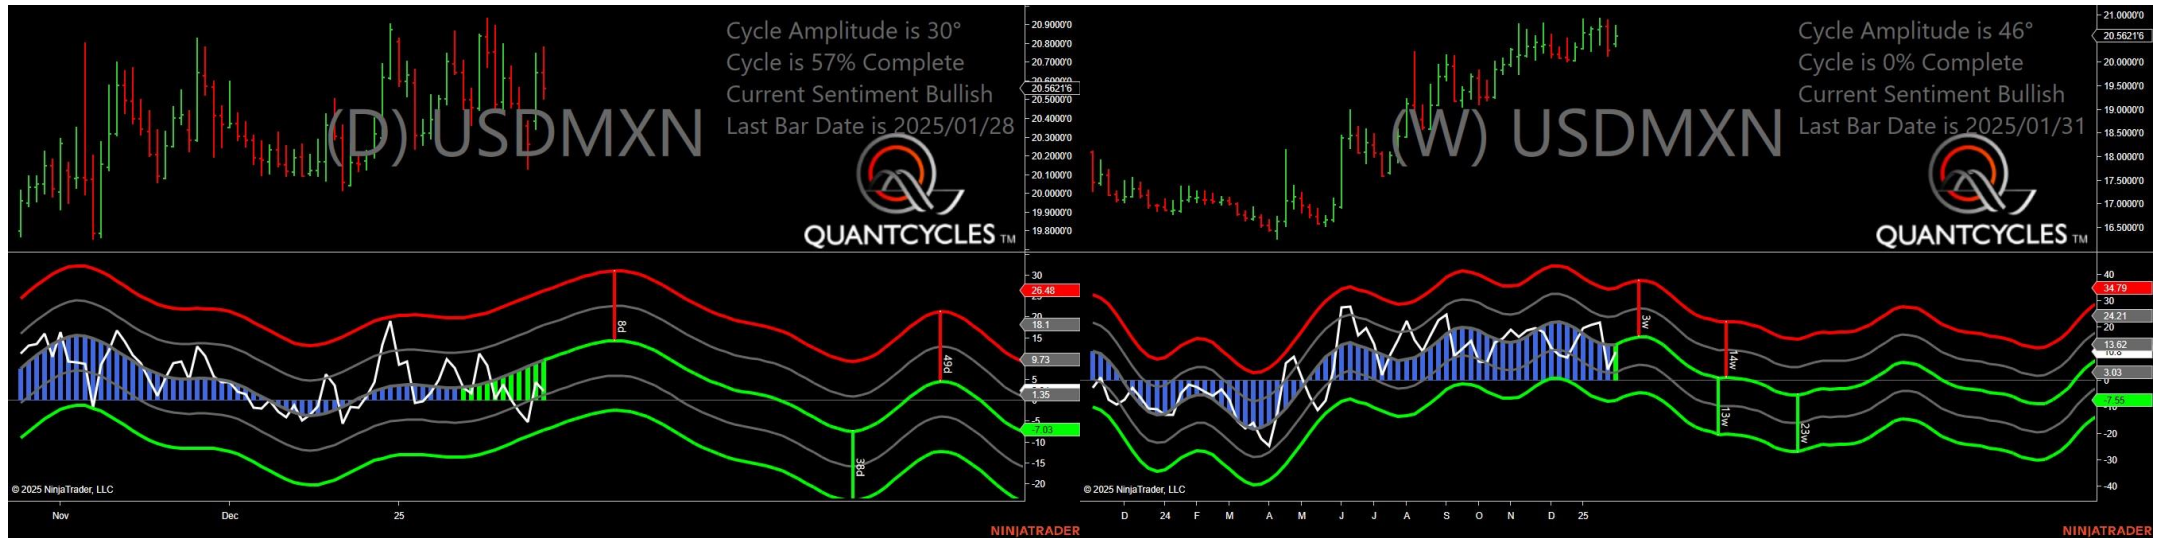 Cycle Amplitude is 30°
Cycle is 57% Complete
Current Sentiment Bullish
Last Bar Date is 2025/01/28
(D) USDMXN
QUANTCYCLES TM
20.9000'0
20.8000'0
20.6000'0
20.5621'6
20.5000'0
20.4000'0
20.3000'0
20.2000'0
20.1000'0
20.0000'0
19.9000'0
19.8000'0
30
26.48
20
18.1
15
9.73
5
1.35
-5
-7.03
-10
-15
-20
8d
38d
49d
© 2025 NinjaTrader, LLC
Nov
Dec
25
NINJATRADER
Cycle Amplitude is 46°
Cycle is 0% Complete
Current Sentiment Bullish
Last Bar Date is 2025/01/31
(W) USDMXN
QUANTCYCLES TM
21.0000'0
20.5621'6
20.0000'0
19.5000'0
19.0000'0
18.5000'0
18.0000'0
17.5000'0
17.0000'0
16.5000'0
40
34.79
30
24.21
20
13.62
10.8
3.03
0
-7.55
-10
-20
-30
-40
3w
14w
13w
23w
© 2025 NinjaTrader, LLC
D
24
F
M
A
M
J
J
A
S
O
N
D
25
NINJATRADER